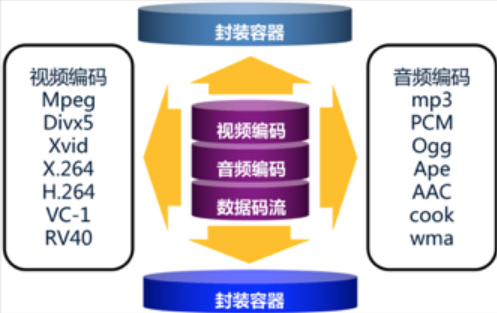 封装容器
视频编码
Mpeg
Divx5
Xvid
X.264
H.264
VC-1
RV40
视频编码
音频编码
数据码流
音频编码
mp3
PCM
Ogg
Ape
AAC
cook
wma
封装容器